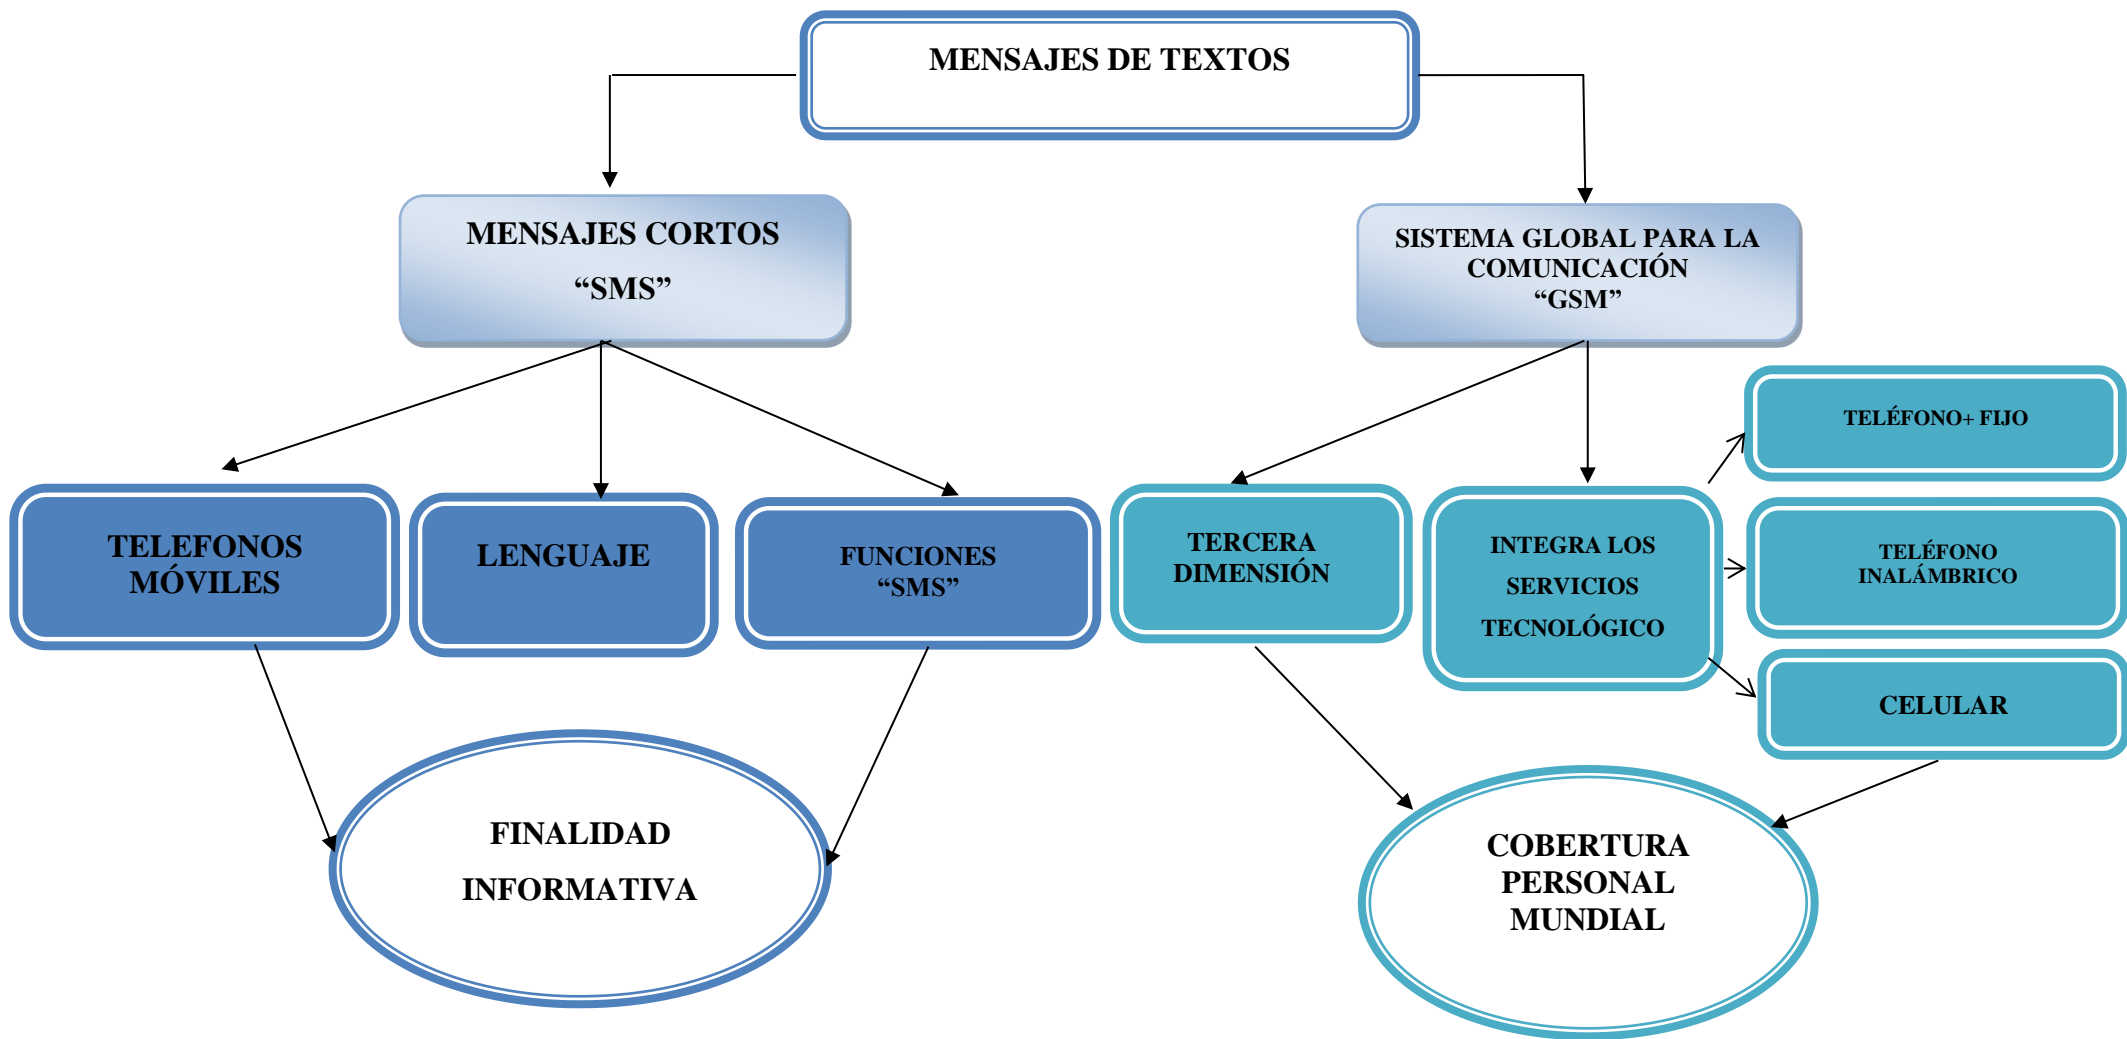 MENSAJES DE TEXTOS
MENSAJES CORTOS
“SMS”
SISTEMA GLOBAL PARA LA
COMUNICACIÓN
“GSM”
TELÉFONO+ FIJO
TELEFONOS
MÓVILES
LENGUAJE
FUNCIONES
“SMS”
TERCERA
DIMENSIÓN
INTEGRA LOS
SERVICIOS
TECNOLÓGICO
TELÉFONO
INALÁMBRICO
CELULAR
FINALIDAD
INFORMATIVA
COBERTURA
PERSONAL
MUNDIAL